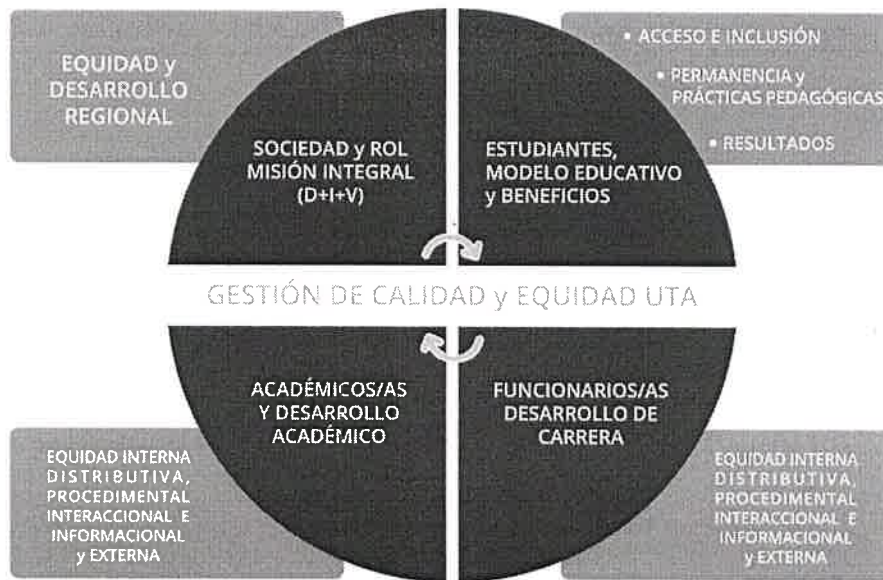 EQUIDAD y
DESARROLLO
REGIONAL
SOCIEDAD y ROL
MISIÓN INTEGRAL
(D+I+V)
ESTUDIANTES,
MODELO EDUCATIVO
y BENEFICIOS
• ACCESO E INCLUSIÓN
• PERMANENCIA y
PRÁCTICAS PEDAGÓGICAS
• RESULTADOS
GESTIÓN DE CALIDAD y EQUIDAD UTA
ACADÉMICOS/AS
Y DESARROLLO
ACADÉMICO
FUNCIONARIOS/AS
DESARROLLO DE
CARRERA
EQUIDAD INTERNA
DISTRIBUTIVA,
PROCEDIMENTAL
INTERACCIONAL E
INFORMACIONAL
y EXTERNA
EQUIDAD INTERNA
DISTRIBUTIVA,
PROCEDIMENTAL
INTERACCIONAL E
INFORMACIONAL
y EXTERNA